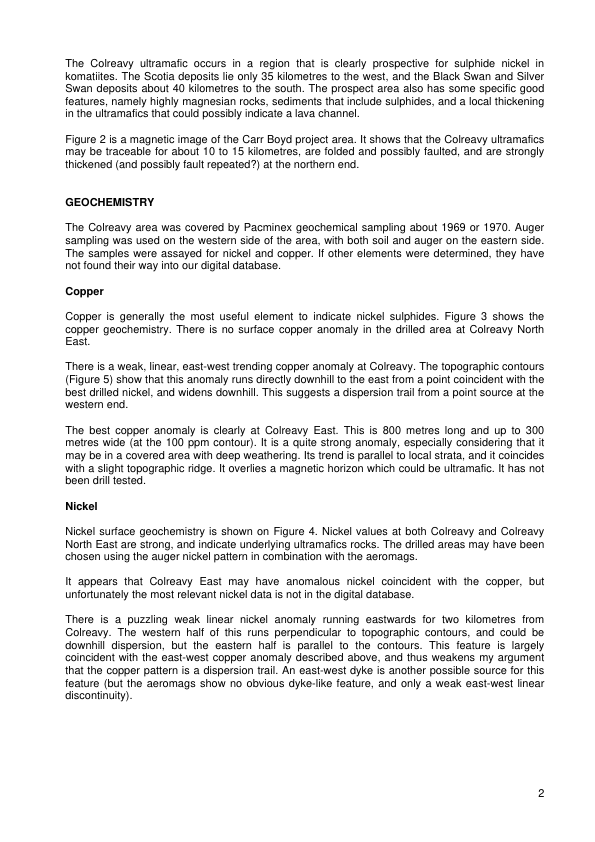 The Colreavy ultramafic occurs in a region that is clearly prospective for sulphide nickel in
komatiites. The Scotia deposits lie only 35 kilometres to the west, and the Black Swan and Silver
Swan deposits about 40 kilometres to the south. The prospect area also has some specific good
features, namely highly magnesian rocks, sediments that include sulphides, and a local thickening
in the ultramafics that could possibly indicate a lava channel.
Figure 2 is a magnetic image of the Carr Boyd project area. It shows that the Colreavy ultramafics
may be traceable for about 10 to 15 kilometres, are folded and possibly faulted, and are strongly
thickened (and possibly fault repeated?) at the northern end.
GEOCHEMISTRY
The Colreavy area was covered by Pacminex geochemical sampling about 1969 or 1970. Auger
sampling was used on the western side of the area, with both soil and auger on the eastern side.
The samples were assayed for nickel and copper. If other elements were determined, they have
not found their way into our digital database.
Copper
Copper is generally the most useful element to indicate nickel sulphides. Figure 3 shows the
copper geochemistry. There is no surface copper anomaly in the drilled area at Colreavy North
East.
There is a weak, linear, east-west trending copper anomaly at Colreavy. The topographic contours
(Figure 5) show that this anomaly runs directly downhill to the east from a point coincident with the
best drilled nickel, and widens downhill. This suggests a dispersion trail from a point source at the
western end.
The best copper anomaly is clearly at Colreavy East. This is 800 metres long and up to 300
metres wide (at the 100 ppm contour). It is a quite strong anomaly, especially considering that it
may be in a covered area with deep weathering. Its trend is parallel to local strata, and it coincides
with a slight topographic ridge. It overlies a magnetic horizon which could be ultramafic. It has not
been drill tested.
Nickel
Nickel surface geochemistry is shown on Figure 4. Nickel values at both Colreavy and Colreavy
North East are strong, and indicate underlying ultramafics rocks. The drilled areas may have been
chosen using the auger nickel pattern in combination with the aeromags.
It appears that Colreavy East may have anomalous nickel coincident with the copper, but
unfortunately the most relevant nickel data is not in the digital database.
There is a puzzling weak linear nickel anomaly running eastwards for two kilometres from
Colreavy. The western half of this runs perpendicular to topographic contours, and could be
downhill dispersion, but the eastern half is parallel to the contours. This feature is largely
coincident with the east-west copper anomaly described above, and thus weakens my argument
that the copper pattern is a dispersion trail. An east-west dyke is another possible source for this
feature (but the aeromags show no obvious dyke-like feature, and only a weak east-west linear
discontinuity).
2